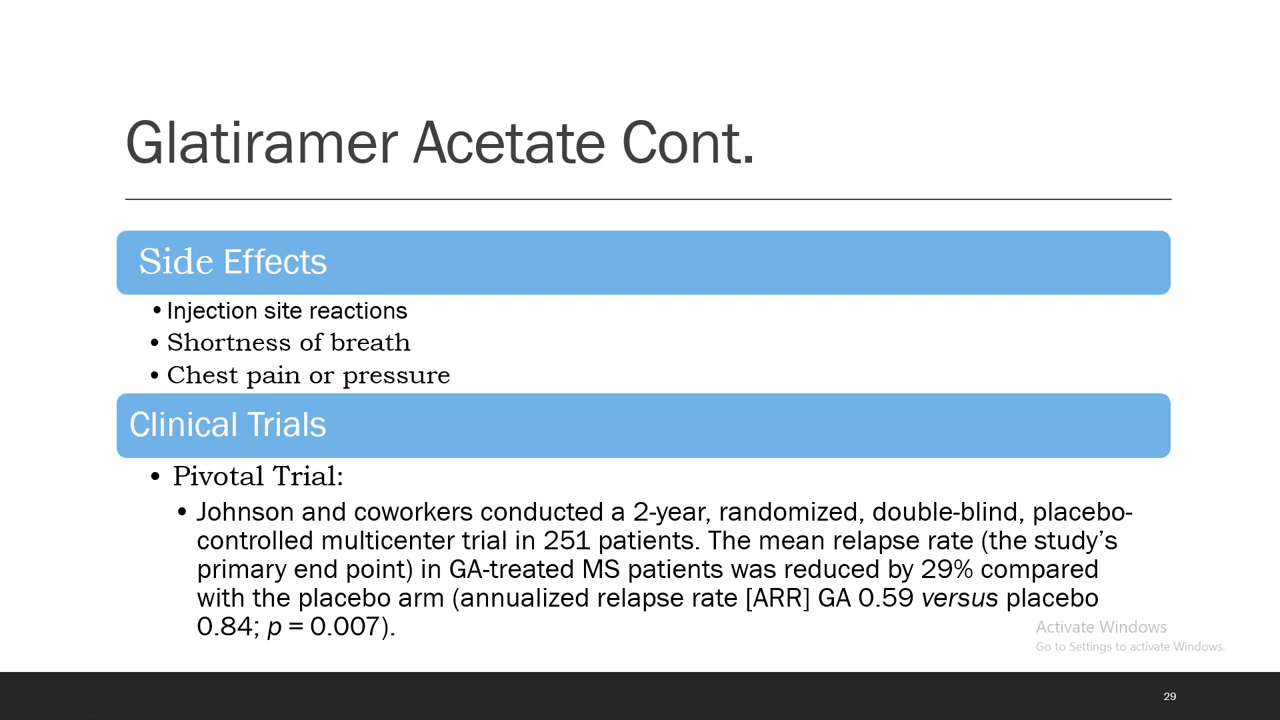 Glatiramer Acetate Cont.
Side Effects
• Injection site reactions
• Shortness of breath
• Chest pain or pressure
Clinical Trials
• Pivotal Trial:
• Johnson and coworkers conducted a 2-year, randomized, double-blind, placebo-
controlled multicenter trial in 251 patients. The mean relapse rate (the study’s
primary end point) in GA-treated MS patients was reduced by 29% compared
with the placebo arm (annualized relapse rate [ARR] GA 0.59 versus placebo
0.84; p = 0.007).
Activate Windows
Go to Settings to activate Windows.
29